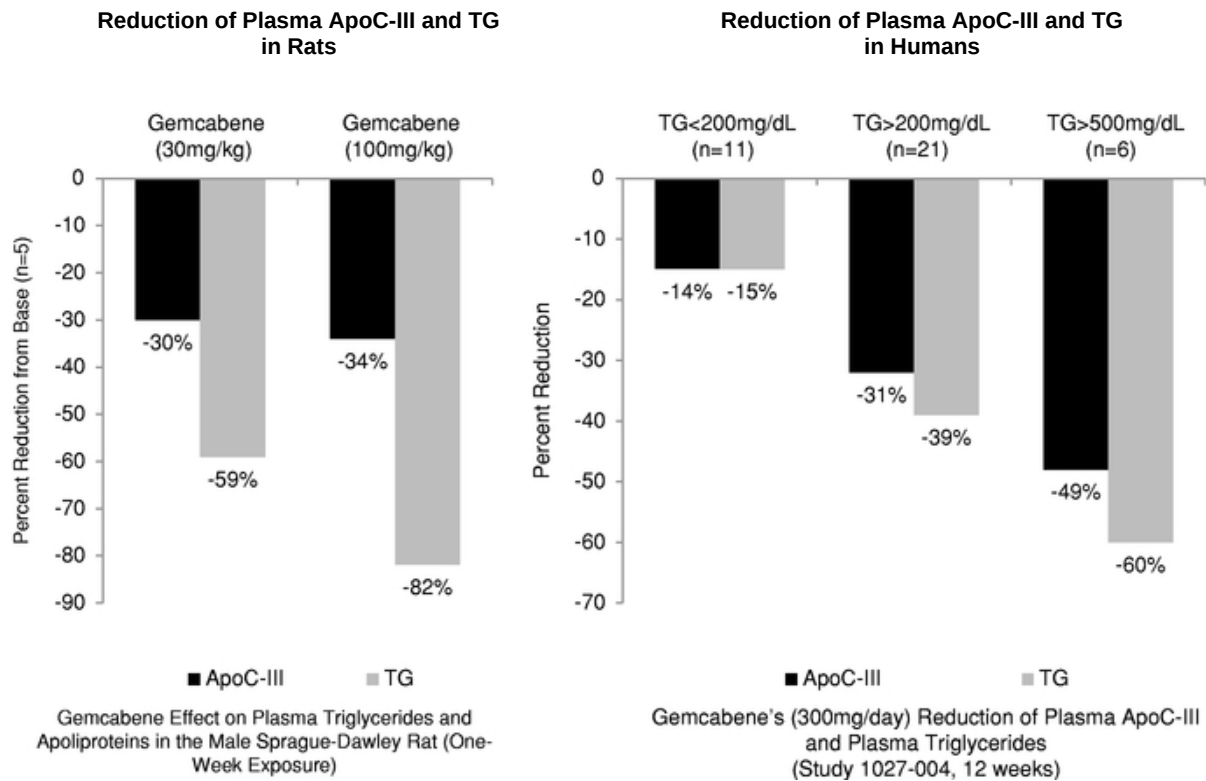 Reduction of Plasma ApoC-III and TG
in Rats
Gemcabene
(30mg/kg)
Gemcabene
(100mg/kg)
Percent Reduction from Base (n=5)
0
-10
-20
-30
-40
-50
-60
-70
-80
-90
-30%
-59%
-34%
-82%
ApoC-III
TG
Gemcabene Effect on Plasma Triglycerides and
Apoliproteins in the Male Sprague-Dawley Rat (One-
Week Exposure)
Reduction of Plasma ApoC-III and TG
in Humans
TG<200mg/dL
(n=11)
TG>200mg/dL
(n=21)
TG>500mg/dL
(n=6)
Percent Reduction
0
-10
-20
-30
-40
-50
-60
-70
-14%
-15%
-31%
-39%
-49%
-60%
ApoC-III
TG
Gemcabene's (300mg/day) Reduction of Plasma ApoC-III
and Plasma Triglycerides
(Study 1027-004, 12 weeks)